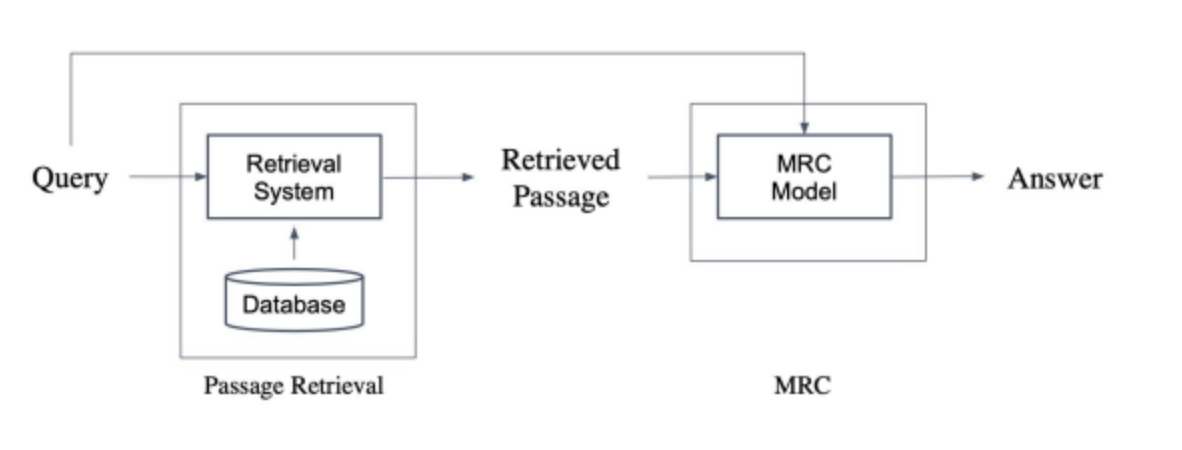 Query
Retrieval
System
Database
Passage Retrieval
Retrieved
Passage
MRC
Model
MRC
Answer